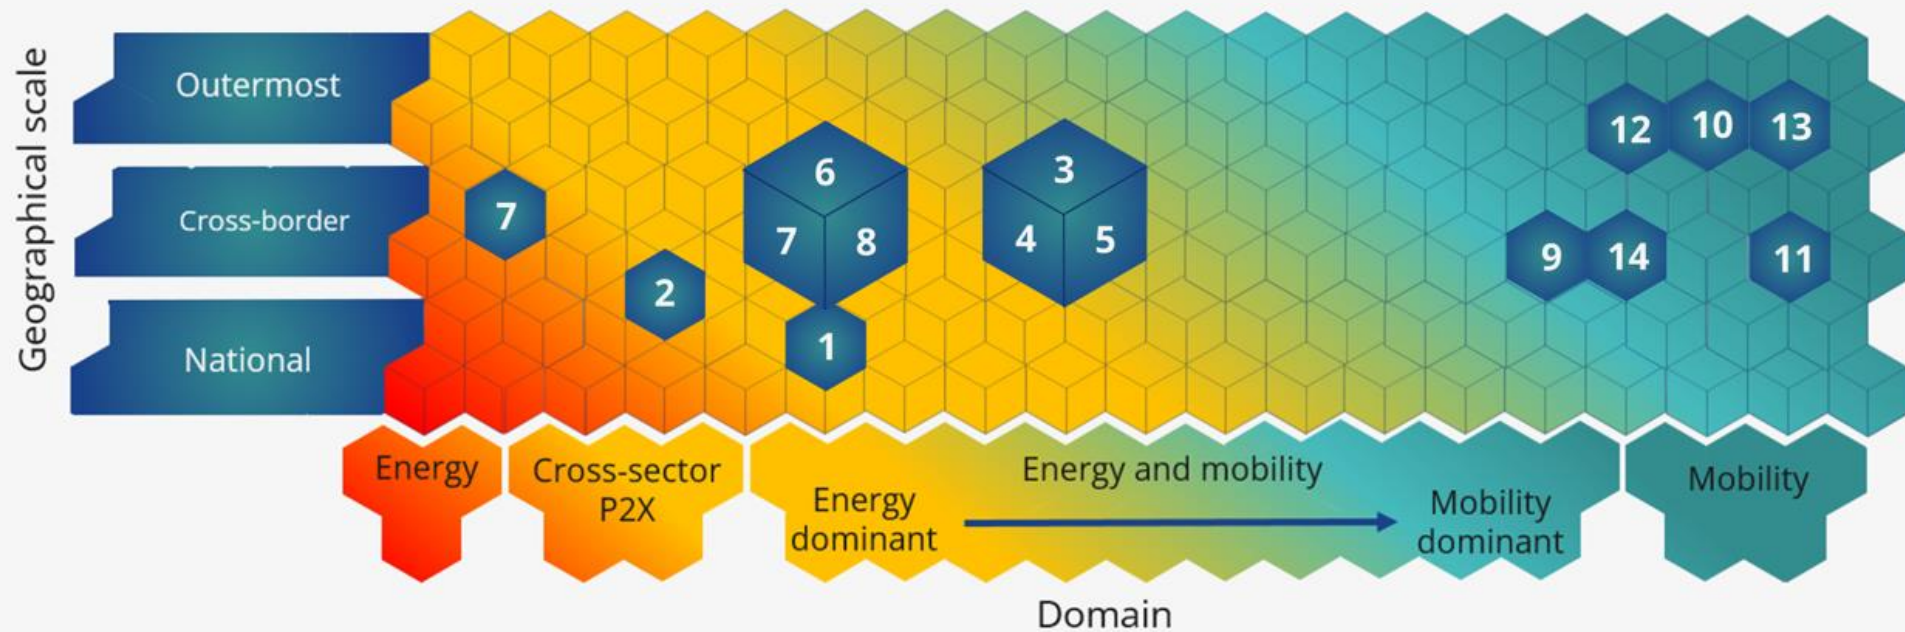 Geographical scale
Outermost
Cross-border
National
12 10 13
6
3
7
7 8
4 5
9 14 11
2
1
Energy
Cross-sector
P2X
Energy and mobility
Energy
dominant
Mobility
dominant
Mobility
Domain